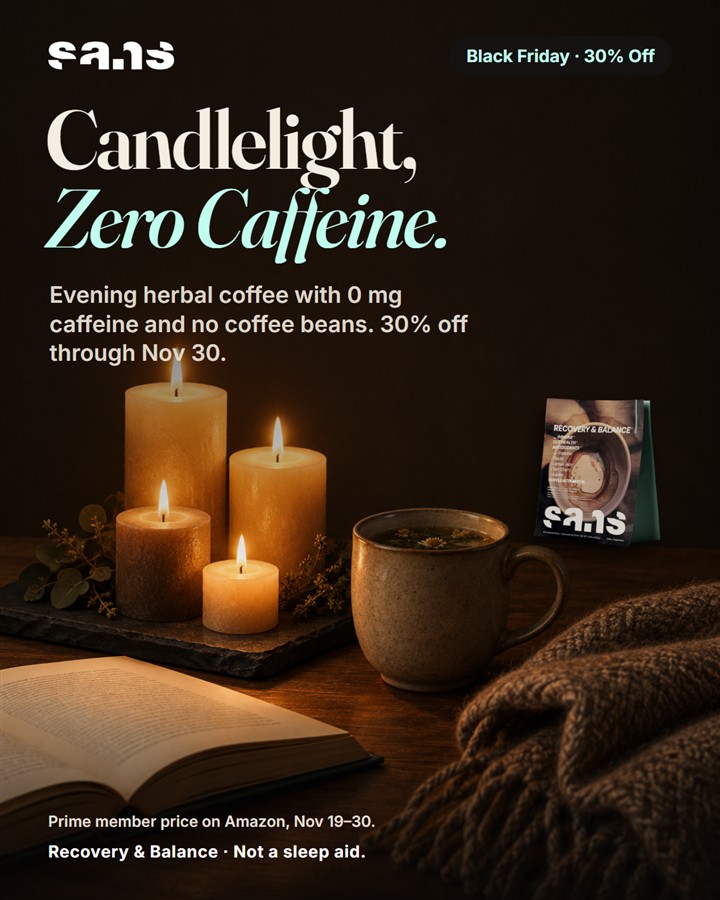 sans
Black Friday · 30% Off
Candlelight,
Zero Caffeine.
Evening herbal coffee with 0 mg
caffeine and no coffee beans. 30% off
through Nov 30.
RECOVERY & BALANCE
sans
Prime member price on Amazon, Nov 19–30.
Recovery & Balance · Not a sleep aid.